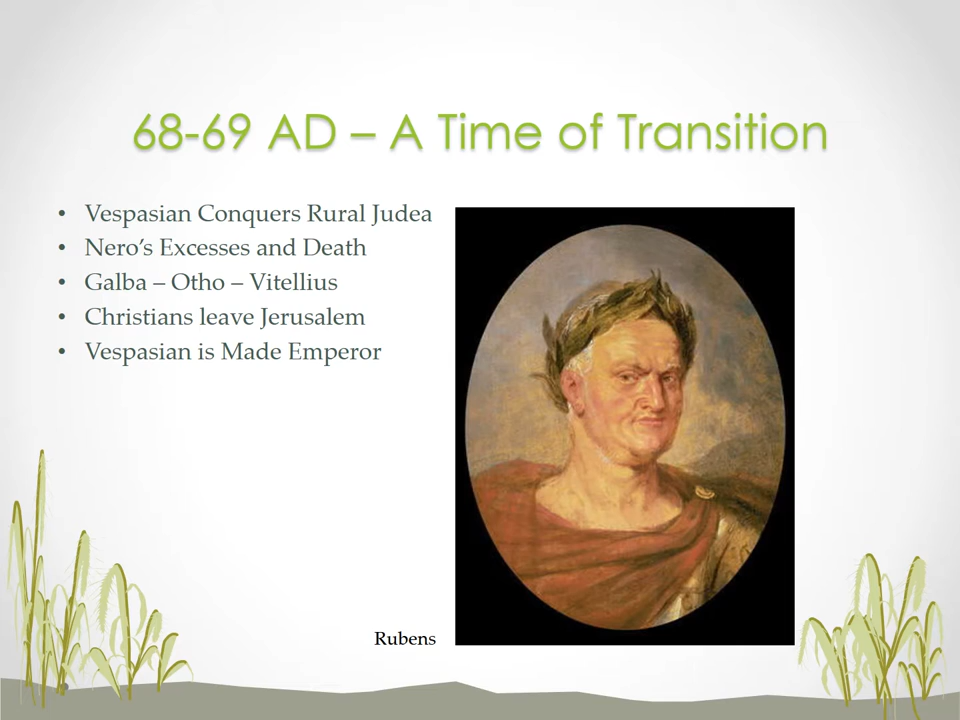 68-69 AD – A Time of Transition
• Vespasian Conquers Rural Judea
• Nero’s Excesses and Death
• Galba – Otho – Vitellius
• Christians leave Jerusalem
• Vespasian is Made Emperor
Rubens